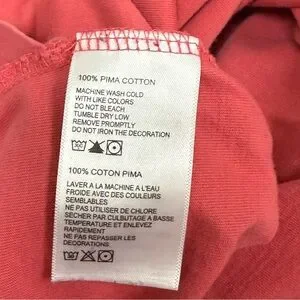 100% PIMA COTTON
MACHINE WASH COLD
WITH LIKE COLORS
DO NOT BLEACH
TUMBLE DRY LOW
REMOVE PROMPTLY
DO NOT IRON THE DECORATION
100% COTON PIMA
LAVER A LA MACHINE A L'EAU
FROIDE AVEC DES COULEURS
SEMBLABLES
NE PAS UTILISER DE CHLORE
SÉCHER PAR CULBUTAGE A BASSE
TEMPERATURE ET ENLEVEZ
RAPIDEMENT
NE PAS REPASSER LES
DECORATIONS